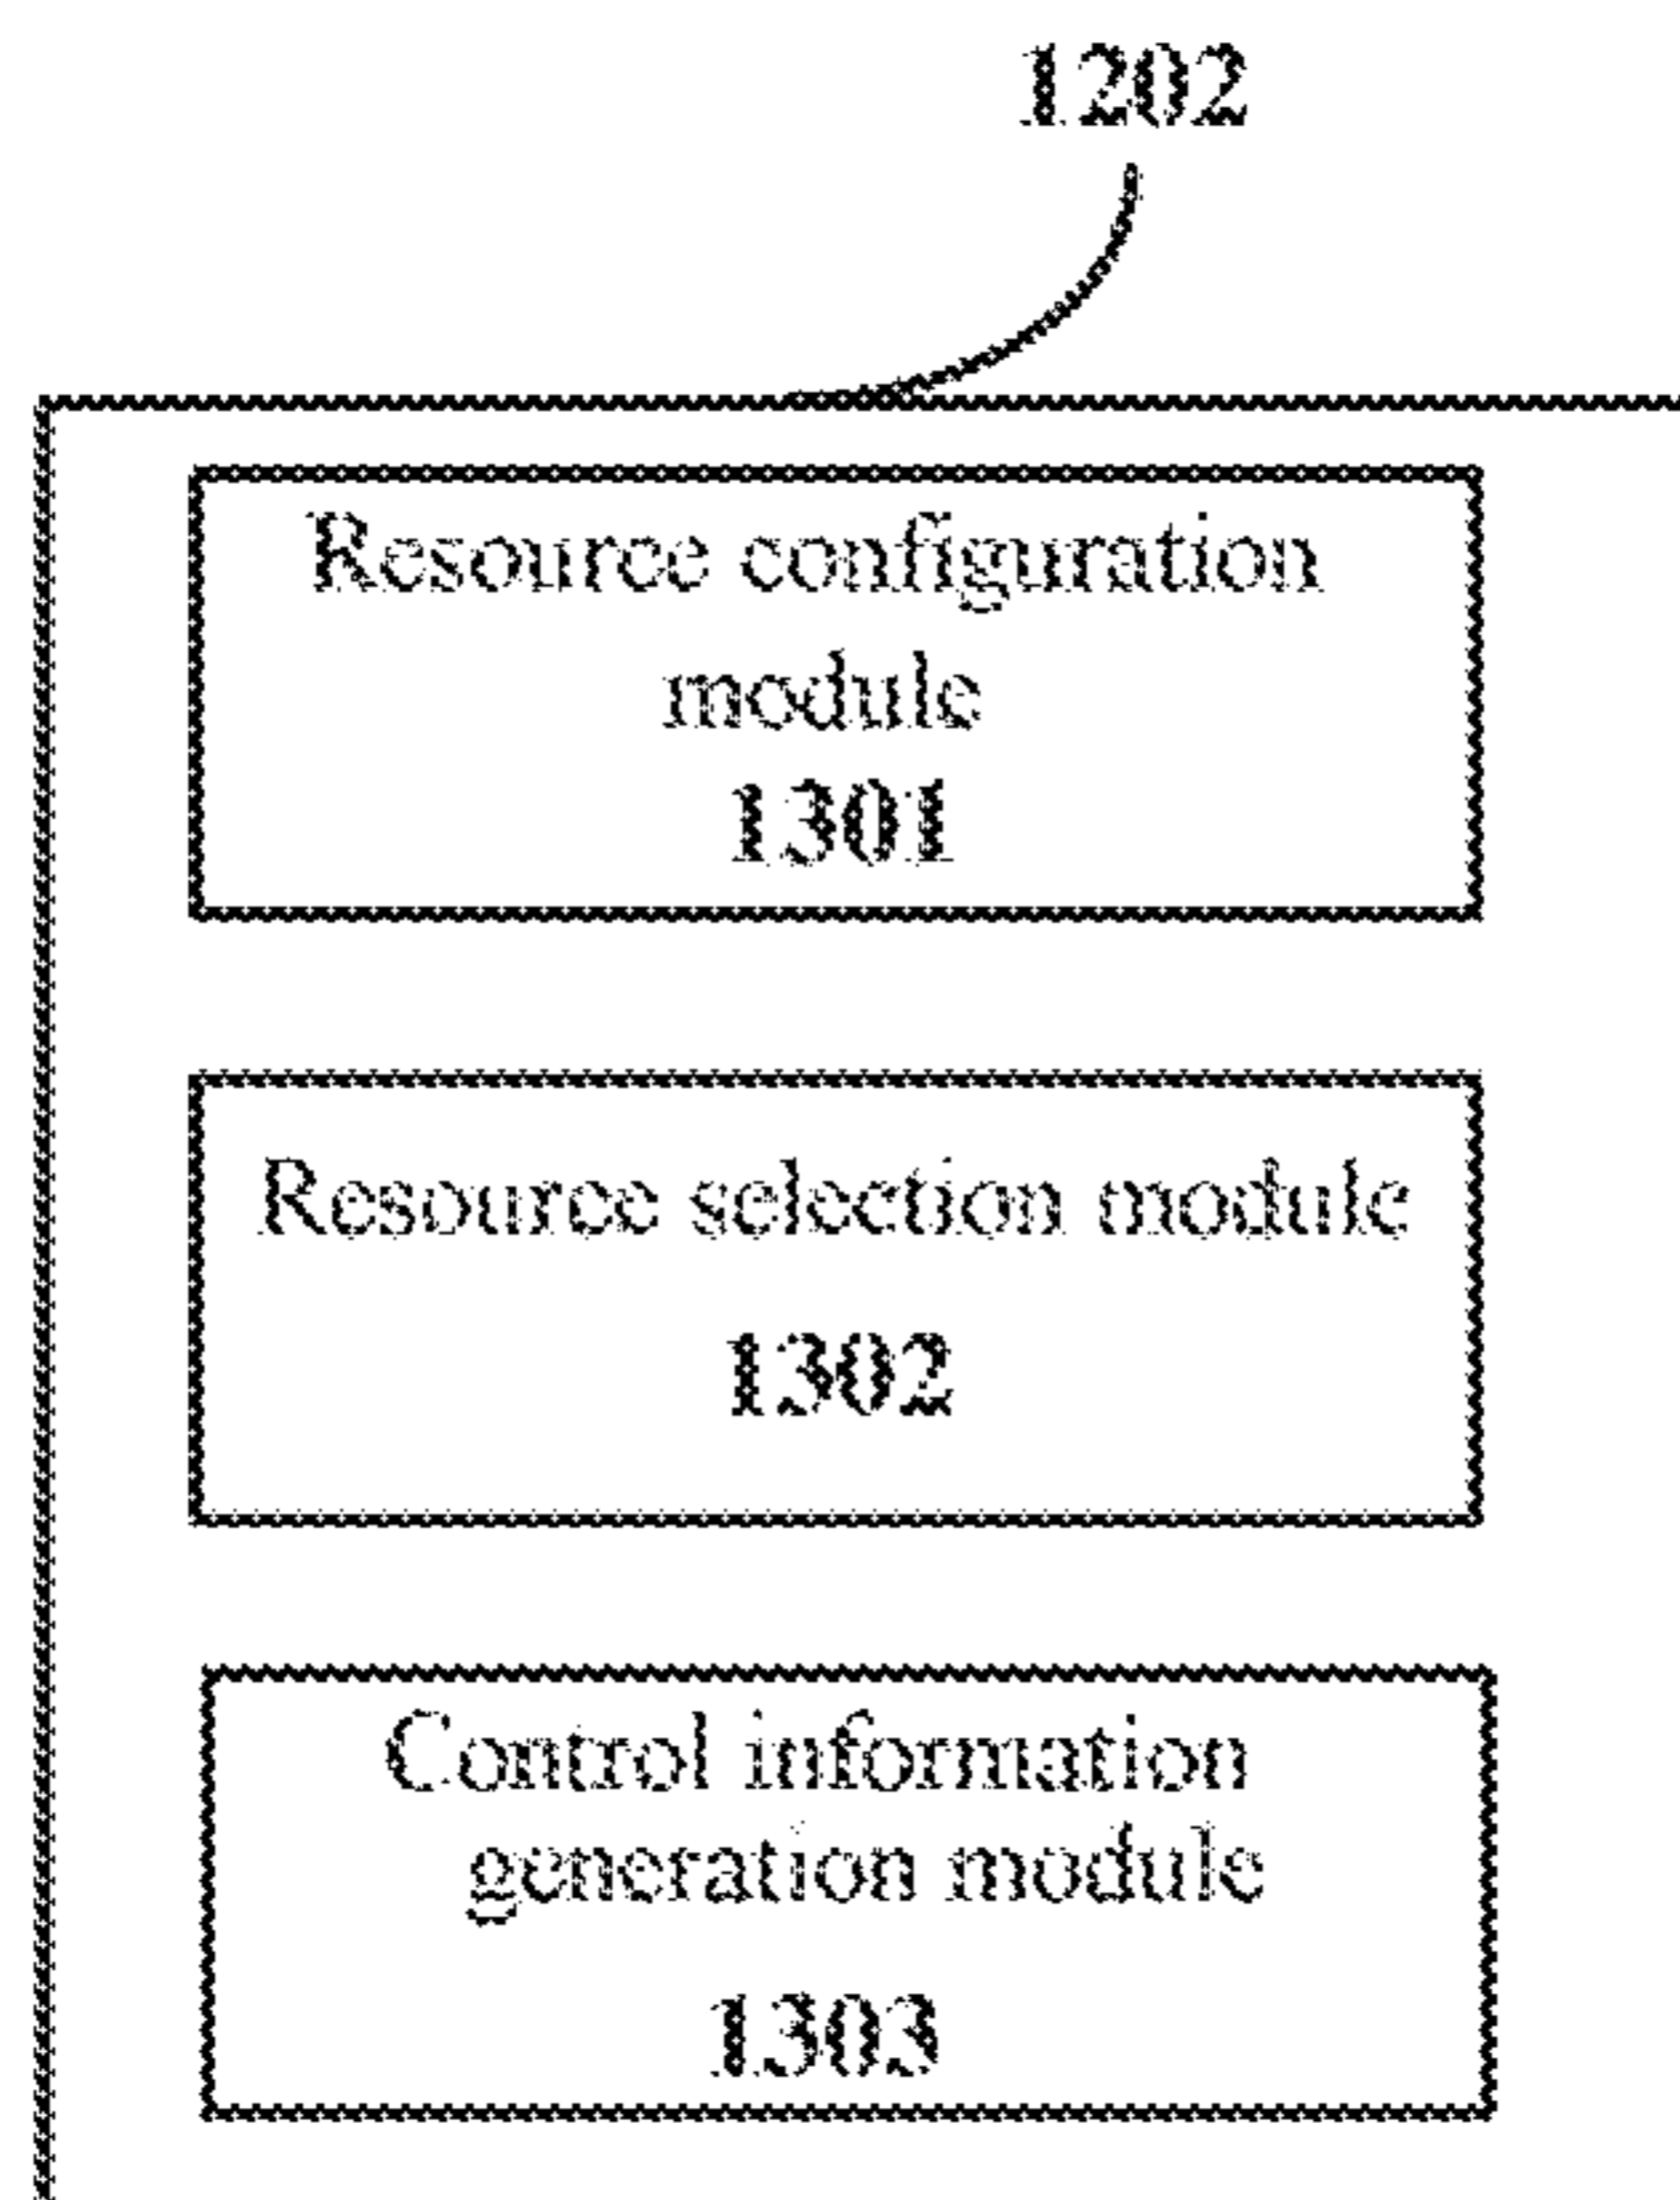 1202
Resource configuration
module
1301
Resource selection module
1302
Control information
generation module
1303